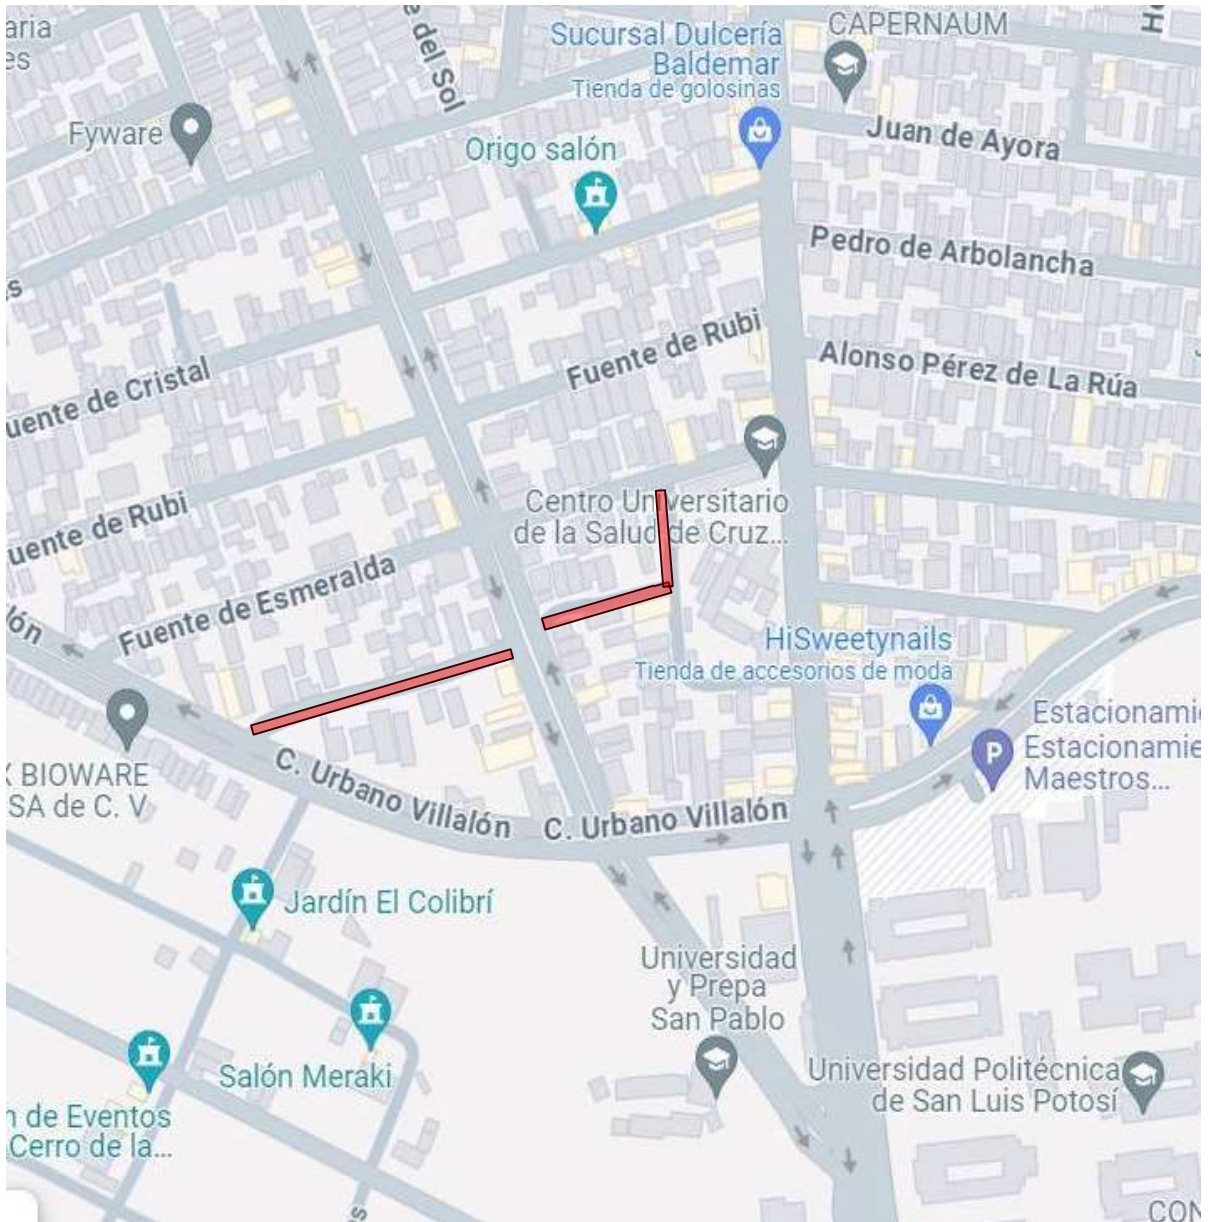 aria
es
Fyware
e del Sol
Sucursal Dulcería
Baldemar
Tienda de golosinas
CAPERNAUM
Juan de Ayora
Origo salón
Pedro de Arbolancha
Fuente de Rubi
Alonso Pérez de La Rúa
uente de Cristal
Centro Universitario
de la Salud de Cruz...
uente de Rubi
Fuente de Esmeralda
lón
HiSweetynails
Tienda de accesorios de moda
Estacionami
Estacionamie
Maestros...
P
X BIOWARE
SA de C. V
C. Urbano Villalón
C. Urbano Villalón
Jardín El Colibrí
Universidad
y Prepa
San Pablo
Salón Meraki
Universidad Politécnica
de San Luis Potosí
n de Eventos
Cerro de la...
os
CON